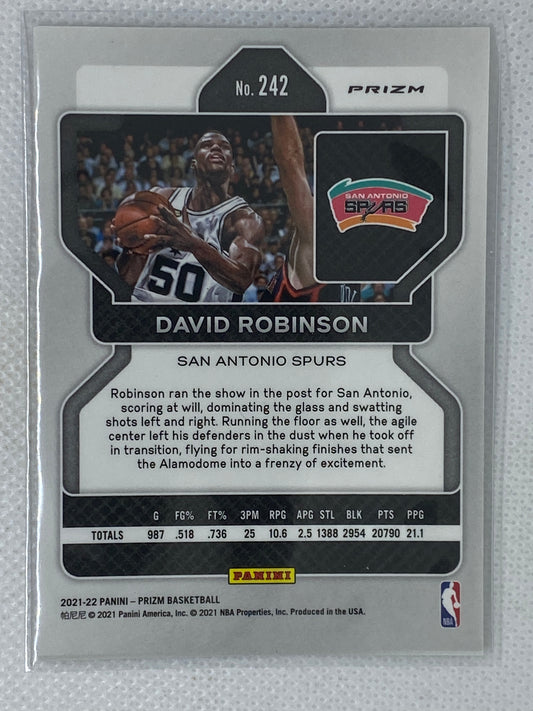 No. 242
PRIZM
SAN ANTONIO
SPURS
50
DAVID ROBINSON
SAN ANTONIO SPURS
Robinson ran the show in the post for San Antonio,
scoring at will, dominating the glass and swatting
shots left and right. Running the floor as well, the agile
center left his defenders in the dust when he took off
in transition, flying for rim-shaking finishes that sent
the Alamodome into a frenzy of excitement.
G FG% FT% 3PM RPG APG STL BLK PTS PPG
TOTALS 987 .518 .736 25 10.6 2.5 1388 2954 20790 21.1
PANINI
2021-22 PANINI – PRIZM BASKETBALL
帕尼尼 © 2021 Panini America, Inc. © 2021 NBA Properties, Inc. Produced in the USA.
NBA